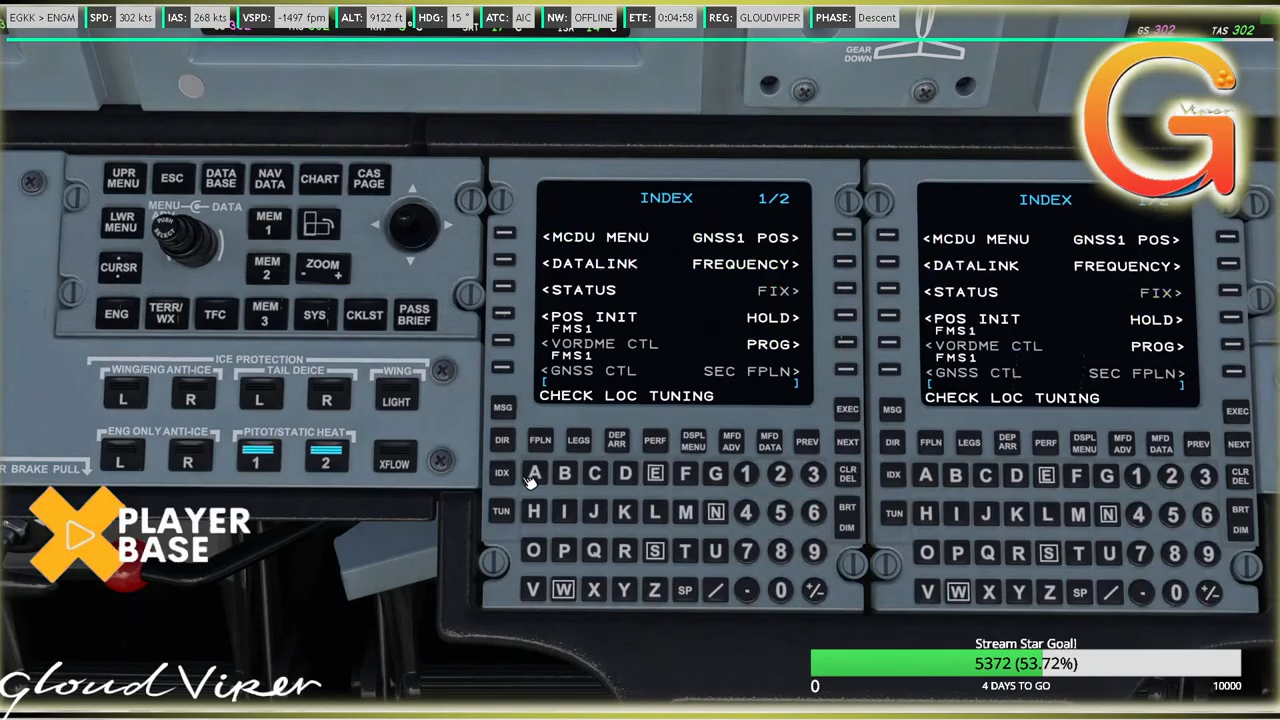 EGKK > ENGM SPD: 302 kts IAS: 268 kts VSPD: -1497 fpm ALT: 9122 ft HDG: 15 ° ATC: AIC NW: OFFLINE ETE: 0:04:58 REG: GLOUDVIPER PHASE: Descent
GS 302 TAS 302
GEAR
DOWN
G
Viper
UPR
MENU
ESC
DATA
BASE
NAV
DATA
CHART
CAS
PAGE
MENU
ADV
DATA
PUSH
SELECT
LWR
MENU
MEM
1
CURSR
MEM
2
ZOOM
- +
ENG
TERR/
WX
TFC
MEM
3
SYS
CKLST
PASS
BRIEF
ICE PROTECTION
WING/ENG ANTI-ICE TAIL DEICE WING
L R L R LIGHT
ENG ONLY ANTI-ICE PITOT/STATIC HEAT
L R 1 2 XFLOW
R BRAKE PULL
INDEX 1/2
<MCDU MENU GNSS1 POS>
<DATALINK FREQUENCY>
<STATUS FIX>
<POS INIT HOLD>
FMS1
<VORDME CTL PROG>
FMS1
<GNSS CTL SEC FPLN>
[ ]
CHECK LOC TUNING
MSG EXEC
DIR FPLN LEGS DEP
ARR PERF DSPL
MENU MFD
ADV MFD
DATA PREV NEXT
IDX A B C D E F G 1 2 3 CLR
DEL
TUN H I J K L M N 4 5 6 BRT
DIM
O P Q R S T U 7 8 9
V W X Y Z SP / . 0 +/-
INDEX 1/2
<MCDU MENU GNSS1 POS>
<DATALINK FREQUENCY>
<STATUS FIX>
<POS INIT HOLD>
FMS1
<VORDME CTL PROG>
FMS1
<GNSS CTL SEC FPLN>
[ ]
CHECK LOC TUNING
MSG EXEC
DIR FPLN LEGS DEP
ARR PERF DSPL
MENU MFD
ADV MFD
DATA PREV NEXT
IDX A B C D E F G 1 2 3 CLR
DEL
TUN H I J K L M N 4 5 6 BRT
DIM
O P Q R S T U 7 8 9
V W X Y Z SP / . 0 +/-
PLAYER
BASE
GloudViper
Stream Star Goal!
5372 (53.72%)
0 4 DAYS TO GO 10000